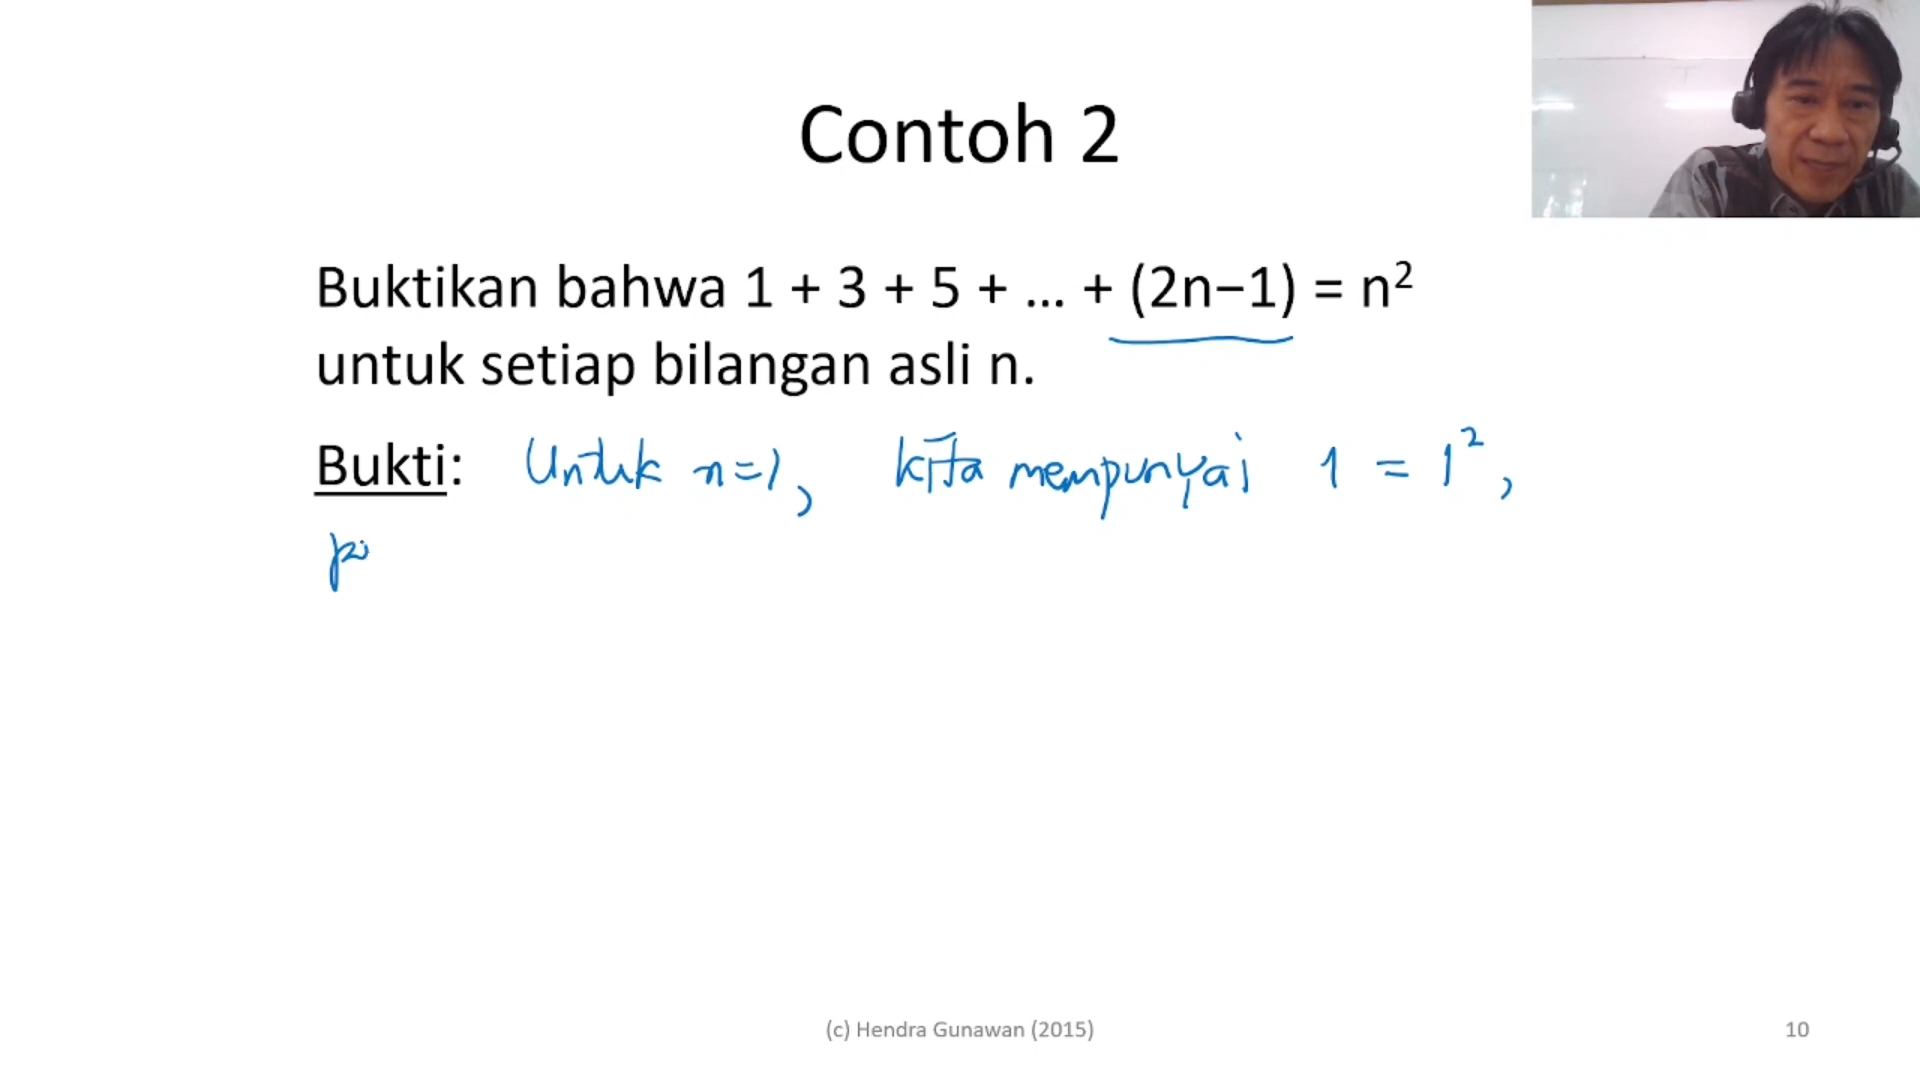 Contoh 2
Buktikan bahwa 1 + 3 + 5 + … + (2n−1) = n²
untuk setiap bilangan asli n.
Bukti: Untuk n=1, kita mempunyai 1 = 1²,
(c) Hendra Gunawan (2015)
10